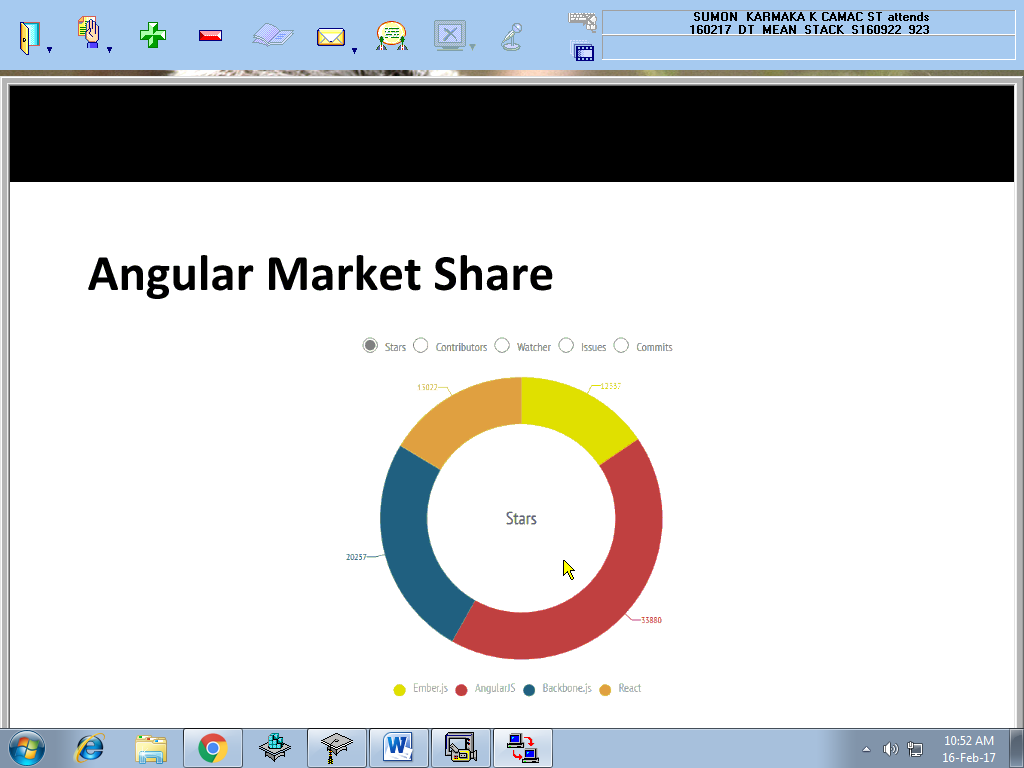 SUMON KARMAKA K CAMAC ST attends
160217 DT MEAN STACK S160922 923
Angular Market Share
Stars Contributors Watcher Issues Commits
13022
12337
Stars
20257
33880
Ember.js AngularJS Backbone.js React
10:52 AM
16-Feb-17